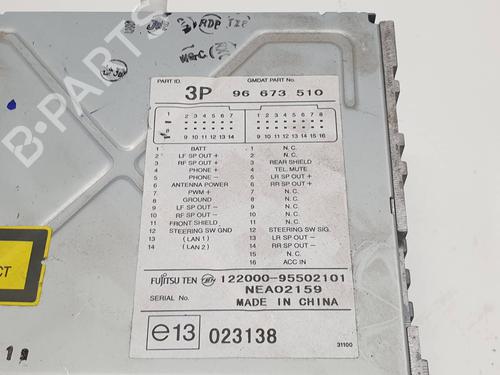 PART ID. GMDAT PART No.
3P 96 673 510
1 2 3 4 5 6 7
8 9 10 11 12 13 14
1 2 3 4 5 6 7 8
9 10 11 12 13 14 15 16
1 BATT
2 LF SP OUT +
3 RF SP OUT +
4 PHONE +
5 PHONE −
6 ANTENNA POWER
7 PWM +
8 GROUND
9 LF SP OUT −
10 RF SP OUT −
11 FRONT SHIELD
12 STEERING SW GND
13 ( LAN1 )
14 ( LAN2 )
1 N.C.
2 N.C.
3 REAR SHIELD
4 TEL MUTE
5 LR SP OUT +
6 RR SP OUT +
7 N.C.
8 N.C.
9 N.C.
10 N.C.
11 N.C.
12 STEERING SW SIG.
13 LR SP OUT −
14 RR SP OUT −
15 N.C.
16 ACC IN
FUJITSU TEN 122000-95502101
NEA02159
SERIAL No. MADE IN CHINA
e13 023138
31100
CT
B-PARTS